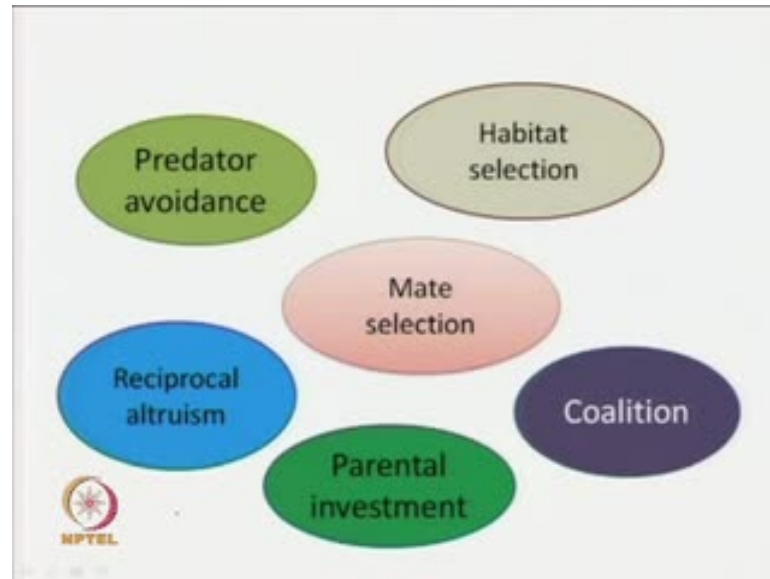 Predator
avoidance
Habitat
selection
Mate
selection
Reciprocal
altruism
Coalition
Parental
investment
NPTEL